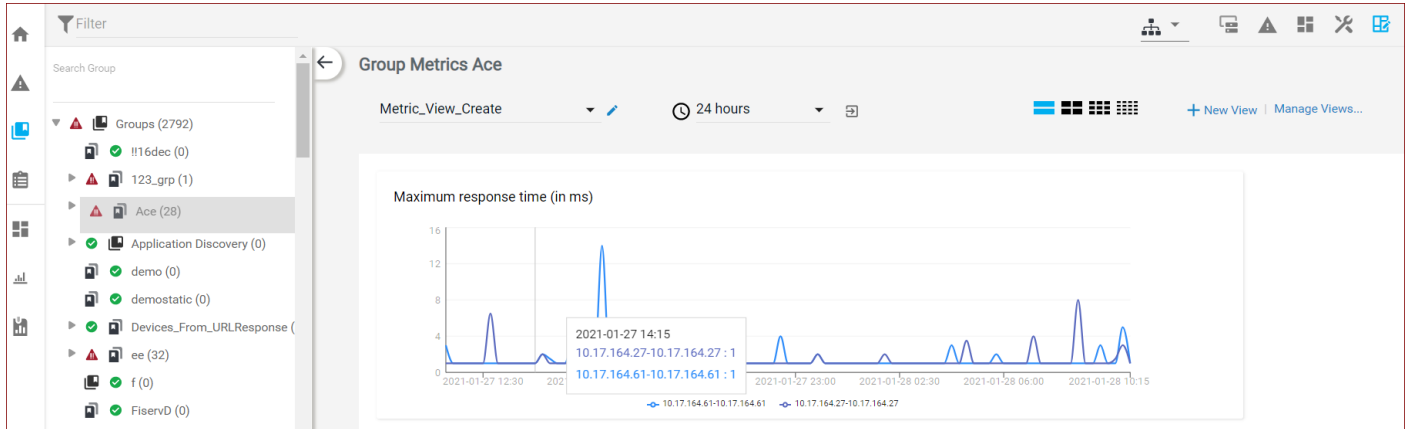 Filter
Search Group
Groups (2792)
!!16dec (0)
123_grp (1)
Ace (28)
Application Discovery (0)
demo (0)
demostatic (0)
Devices_From_URLResponse (
ee (32)
f (0)
FiservD (0)
Group Metrics Ace
Metric_View_Create
24 hours
New View | Manage Views...
Maximum response time (in ms)
16
12
8
4
0
2021-01-27 14:15
10.17.164.27-10.17.164.27 : 1
10.17.164.61-10.17.164.61 : 1
2021-01-27 12:30 202 2021-01-27 23:00 2021-01-28 02:30 2021-01-28 06:00 2021-01-28 10:15
10.17.164.61-10.17.164.61 10.17.164.27-10.17.164.27